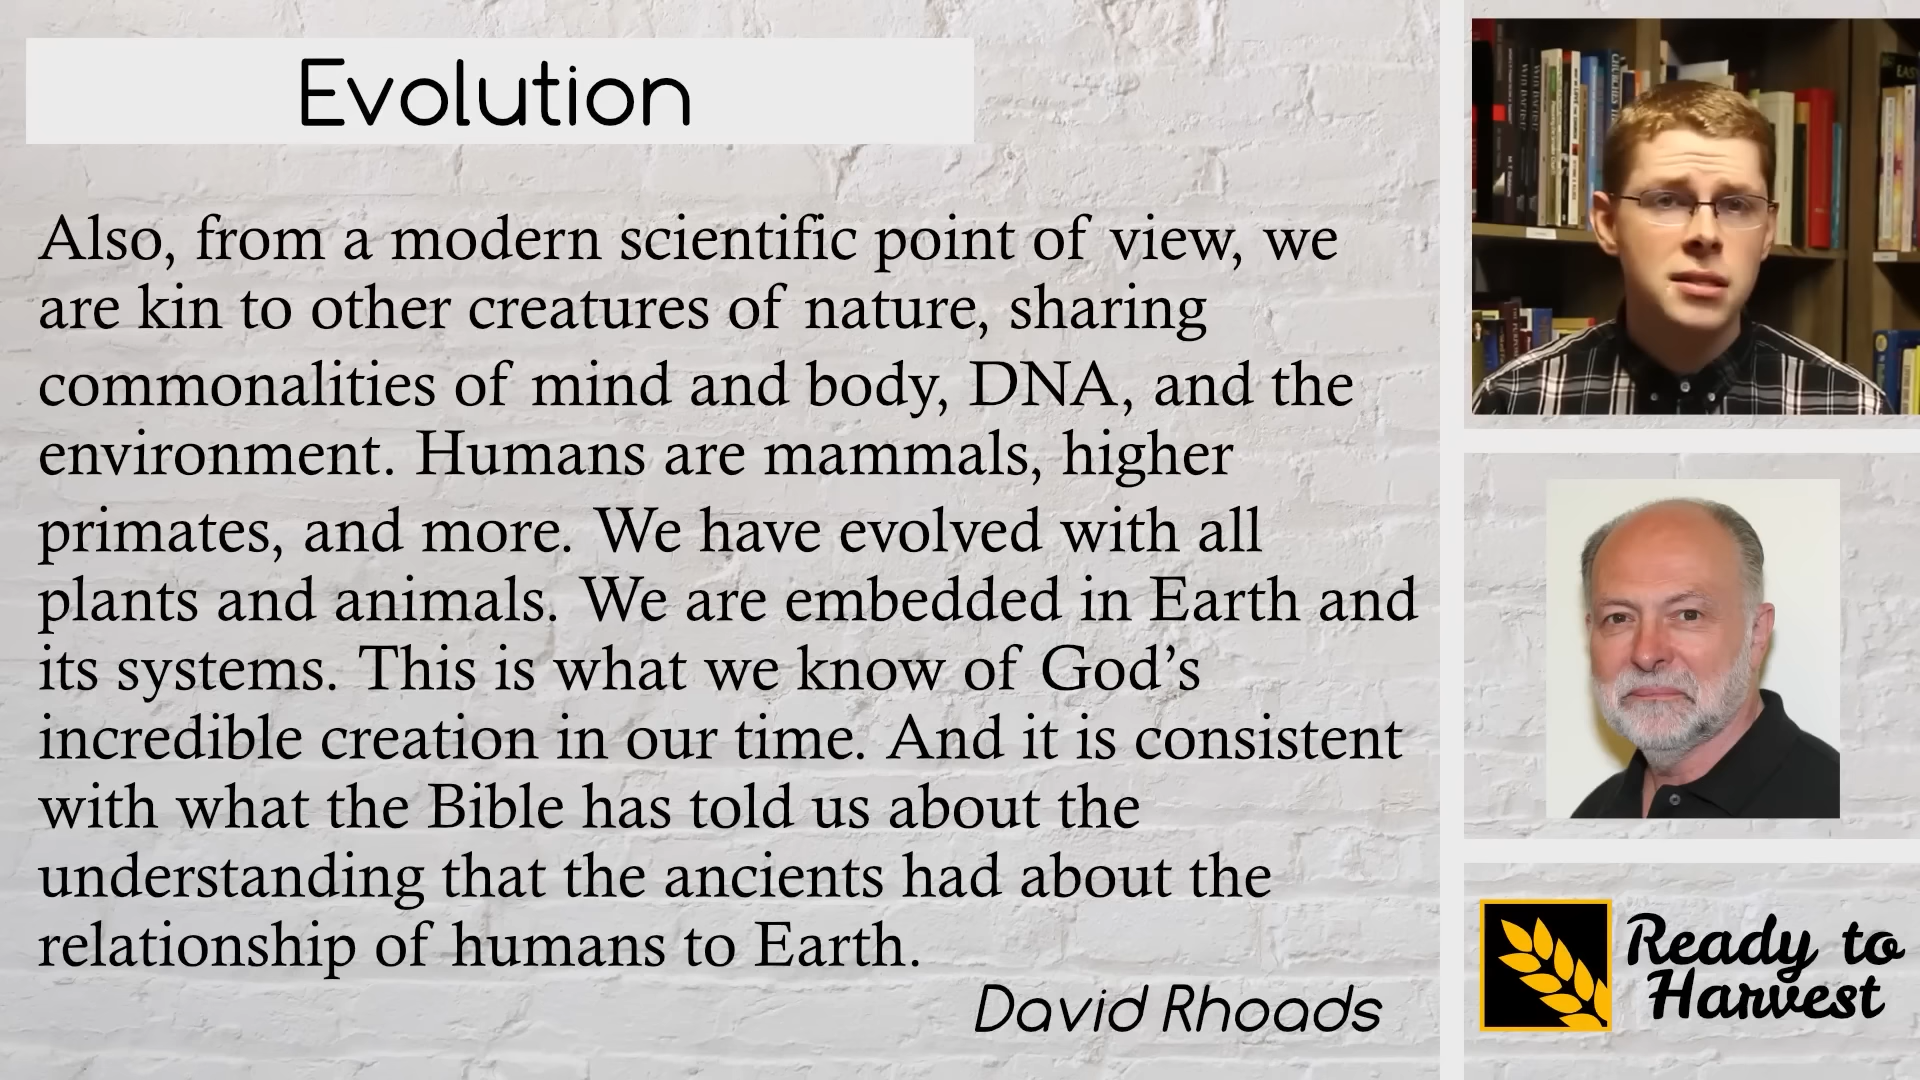 Evolution
Also, from a modern scientific point of view, we
are kin to other creatures of nature, sharing
commonalities of mind and body, DNA, and the
environment. Humans are mammals, higher
primates, and more. We have evolved with all
plants and animals. We are embedded in Earth and
its systems. This is what we know of God’s
incredible creation in our time. And it is consistent
with what the Bible has told us about the
understanding that the ancients had about the
relationship of humans to Earth.
David Rhoads
Ready to
Harvest